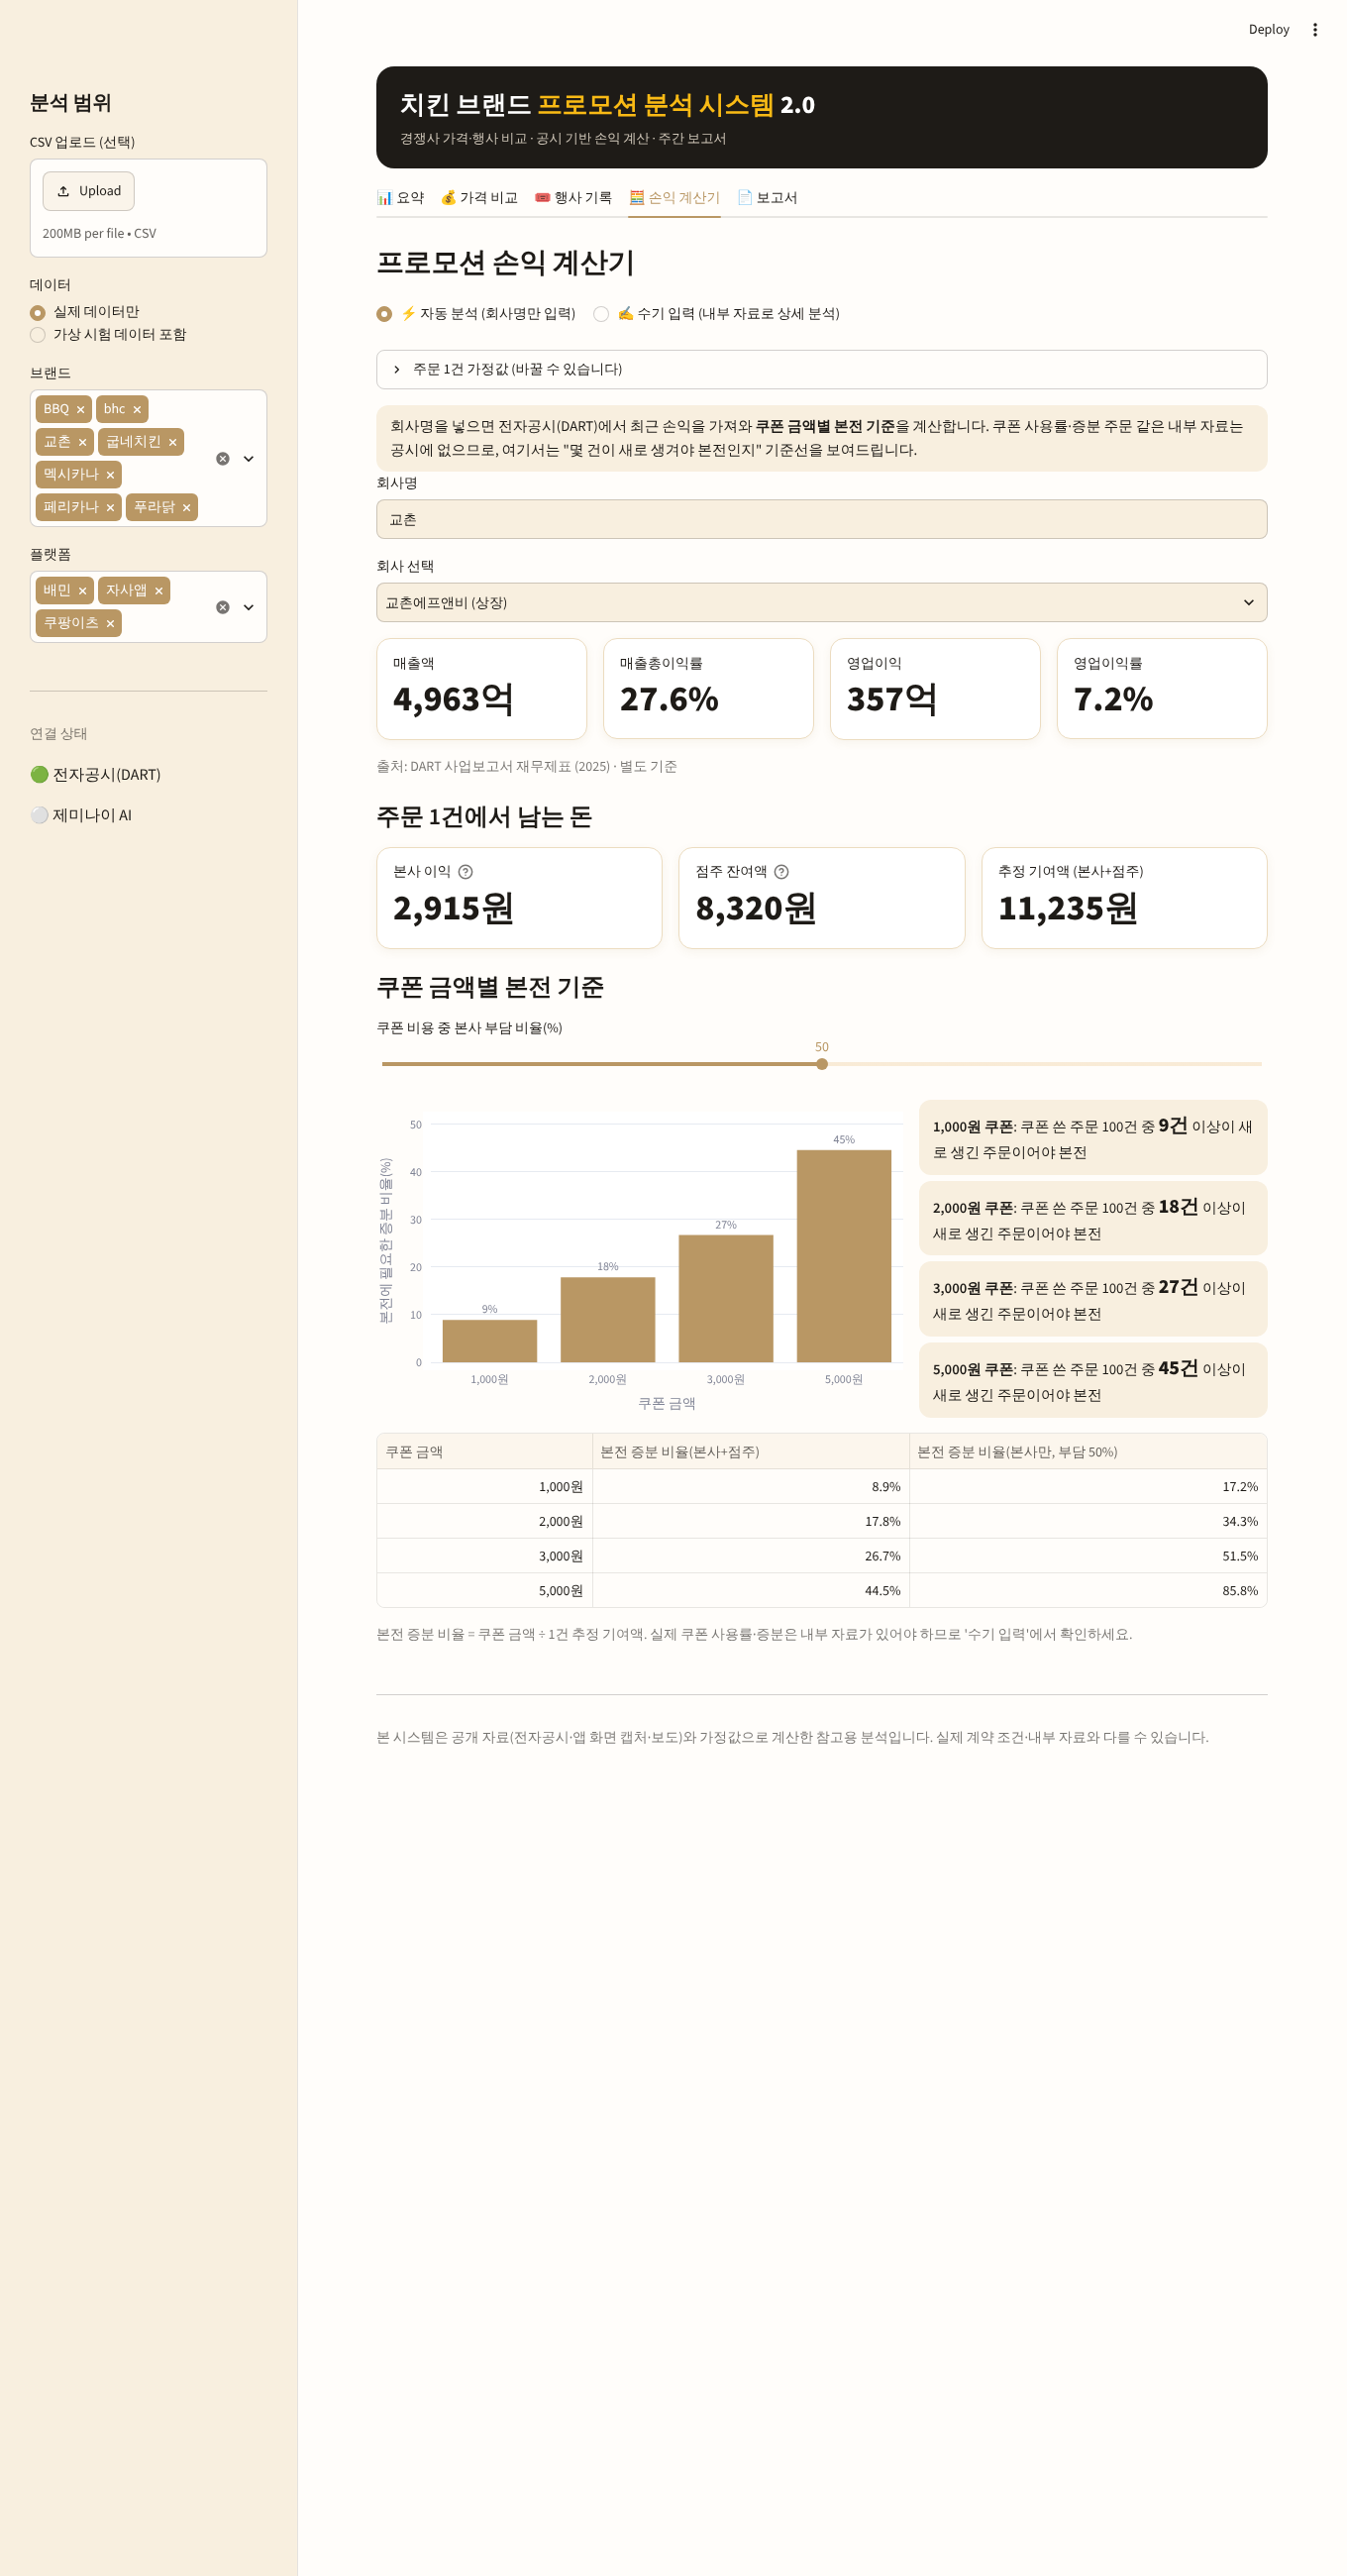 Deploy
분석 범위
CSV 업로드 (선택)
Upload
200MB per file • CSV
데이터
실제 데이터만
가상 시험 데이터 포함
브랜드
BBQ
bhc
교촌
굽네치킨
멕시카나
페리카나
푸라닭
플랫폼
배민
자사앱
쿠팡이츠
연결 상태
전자공시(DART)
제미나이 AI
치킨 브랜드 프로모션 분석 시스템 2.0
경쟁사 가격·행사 비교 · 공시 기반 손익 계산 · 주간 보고서
요약
가격 비교
행사 기록
손익 계산기
보고서
프로모션 손익 계산기
⚡ 자동 분석 (회사명만 입력)
✍ 수기 입력 (내부 자료로 상세 분석)
주문 1건 가정값 (바꿀 수 있습니다)
회사명을 넣으면 전자공시(DART)에서 최근 손익을 가져와 쿠폰 금액별 본전 기준을 계산합니다. 쿠폰 사용률·증분 주문 같은 내부 자료는
공시에 없으므로, 여기서는 "몇 건이 새로 생겨야 본전인지" 기준선을 보여드립니다.
회사명
교촌
회사 선택
교촌에프앤비 (상장)
매출액
4,963억
매출총이익률
27.6%
영업이익
357억
영업이익률
7.2%
출처: DART 사업보고서 재무제표 (2025) · 별도 기준
주문 1건에서 남는 돈
본사 이익
2,915원
점주 잔여액
8,320원
추정 기여액 (본사+점주)
11,235원
쿠폰 금액별 본전 기준
쿠폰 비용 중 본사 부담 비율(%)
50
본전에 필요한 증분 비율(%)
50
40
30
20
10
0
9%
18%
27%
45%
1,000원
2,000원
3,000원
5,000원
쿠폰 금액
1,000원 쿠폰: 쿠폰 쓴 주문 100건 중 9건 이상이 새
로 생긴 주문이어야 본전
2,000원 쿠폰: 쿠폰 쓴 주문 100건 중 18건 이상이
새로 생긴 주문이어야 본전
3,000원 쿠폰: 쿠폰 쓴 주문 100건 중 27건 이상이
새로 생긴 주문이어야 본전
5,000원 쿠폰: 쿠폰 쓴 주문 100건 중 45건 이상이
새로 생긴 주문이어야 본전
쿠폰 금액 본전 증분 비율(본사+점주) 본전 증분 비율(본사만, 부담 50%)
1,000원 8.9% 17.2%
2,000원 17.8% 34.3%
3,000원 26.7% 51.5%
5,000원 44.5% 85.8%
본전 증분 비율 = 쿠폰 금액 ÷ 1건 추정 기여액. 실제 쿠폰 사용률·증분은 내부 자료가 있어야 하므로 '수기 입력'에서 확인하세요.
본 시스템은 공개 자료(전자공시·앱 화면 캡처·보도)와 가정값으로 계산한 참고용 분석입니다. 실제 계약 조건·내부 자료와 다를 수 있습니다.